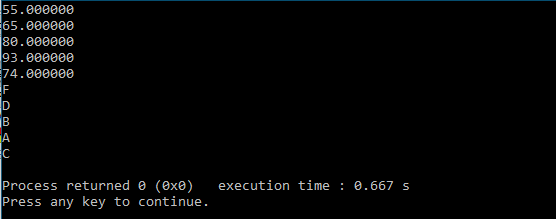 55.000000
65.000000
80.000000
93.000000
74.000000
F
D
B
A
C
Process returned 0 (0x0)   execution time : 0.667 s
Press any key to continue.